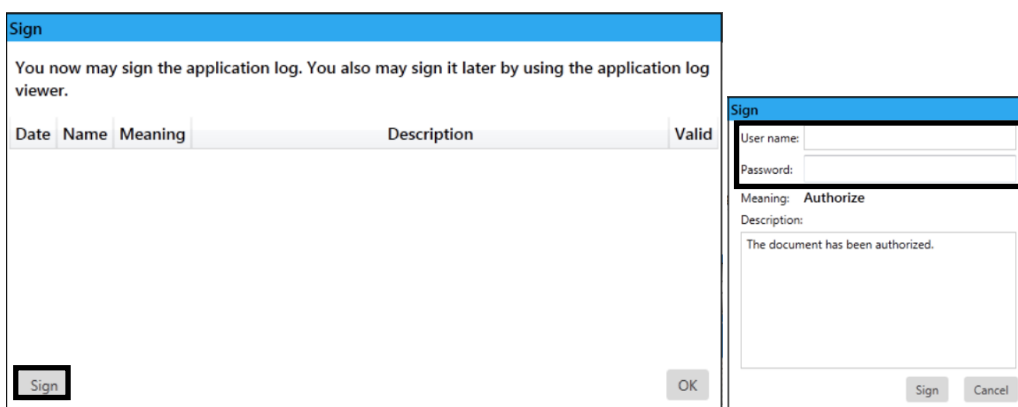 Sign
You now may sign the application log. You also may sign it later by using the application log
viewer.
Date Name Meaning Description Valid
Sign OK
Sign
User name:
Password:
Meaning: Authorize
Description:
The document has been authorized.
Sign Cancel